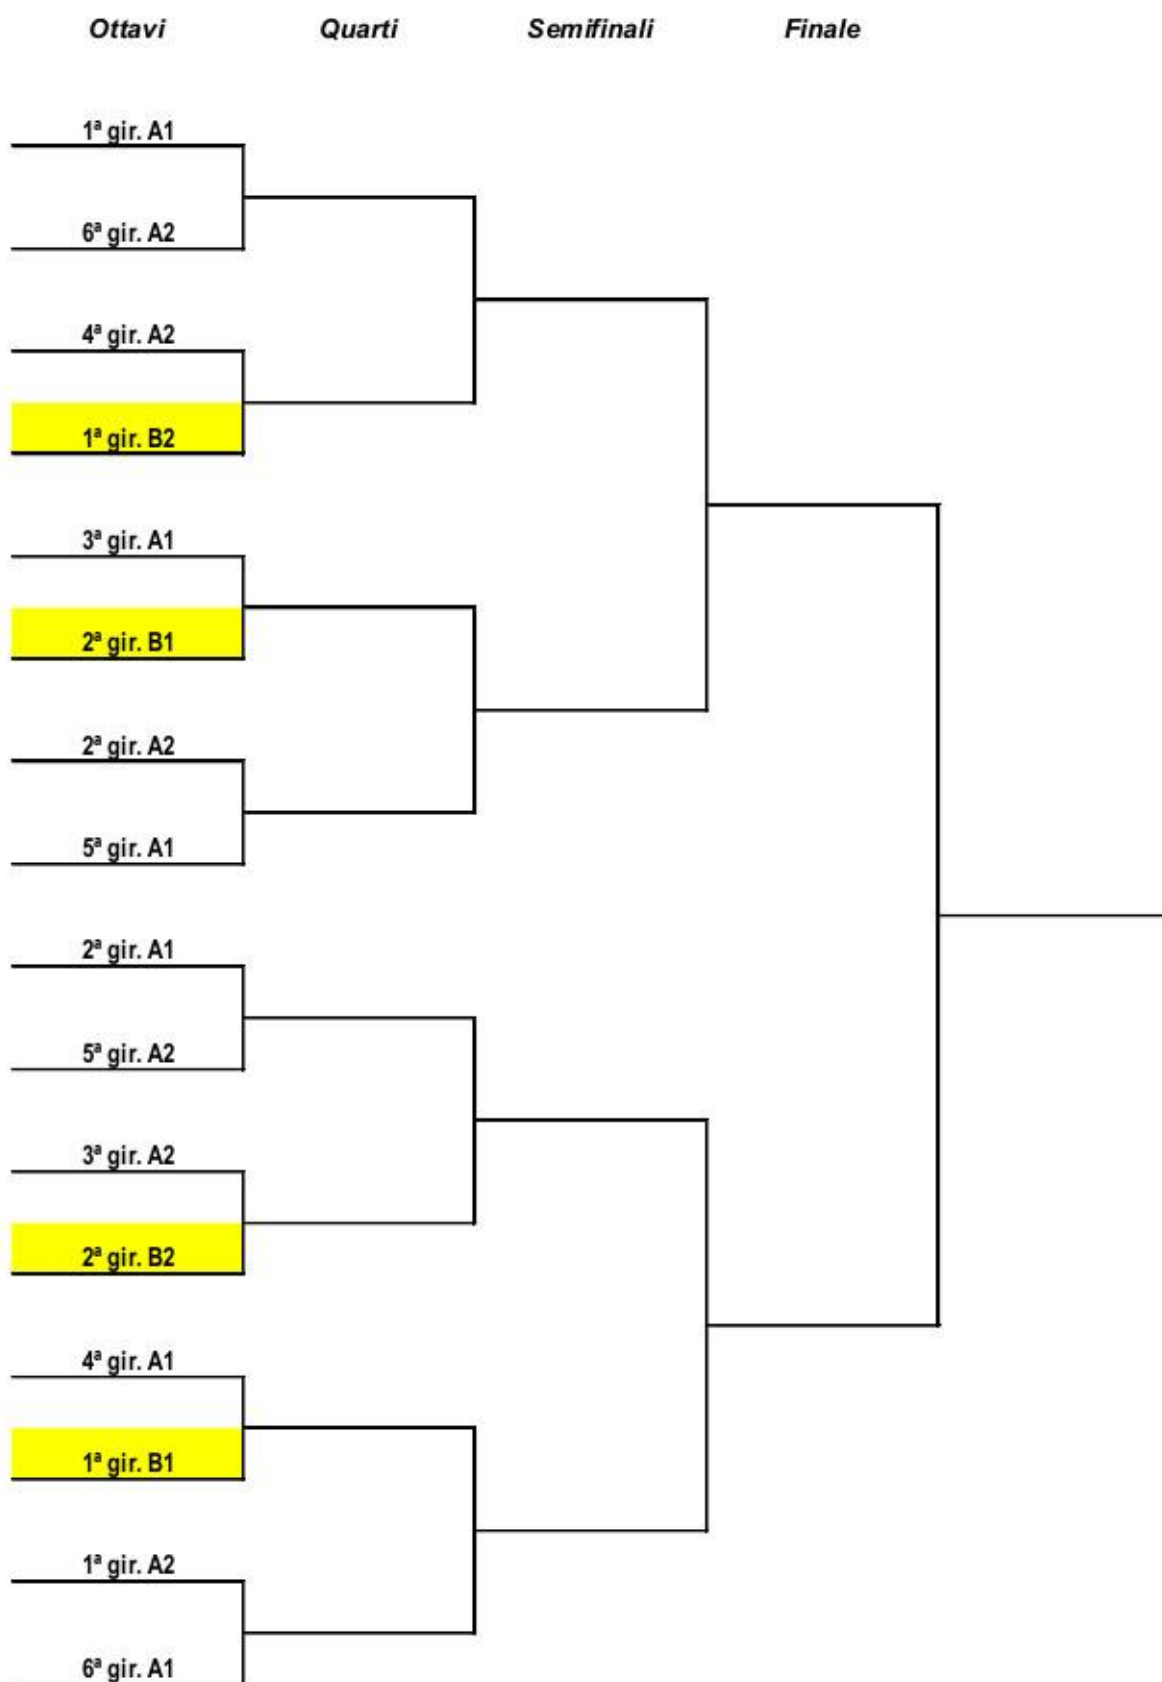 Ottavi Quarti Semifinali Finale
1ª gir. A1
6ª gir. A2
4ª gir. A2
1ª gir. B2
3ª gir. A1
2ª gir. B1
2ª gir. A2
5ª gir. A1
2ª gir. A1
5ª gir. A2
3ª gir. A2
2ª gir. B2
4ª gir. A1
1ª gir. B1
1ª gir. A2
6ª gir. A1